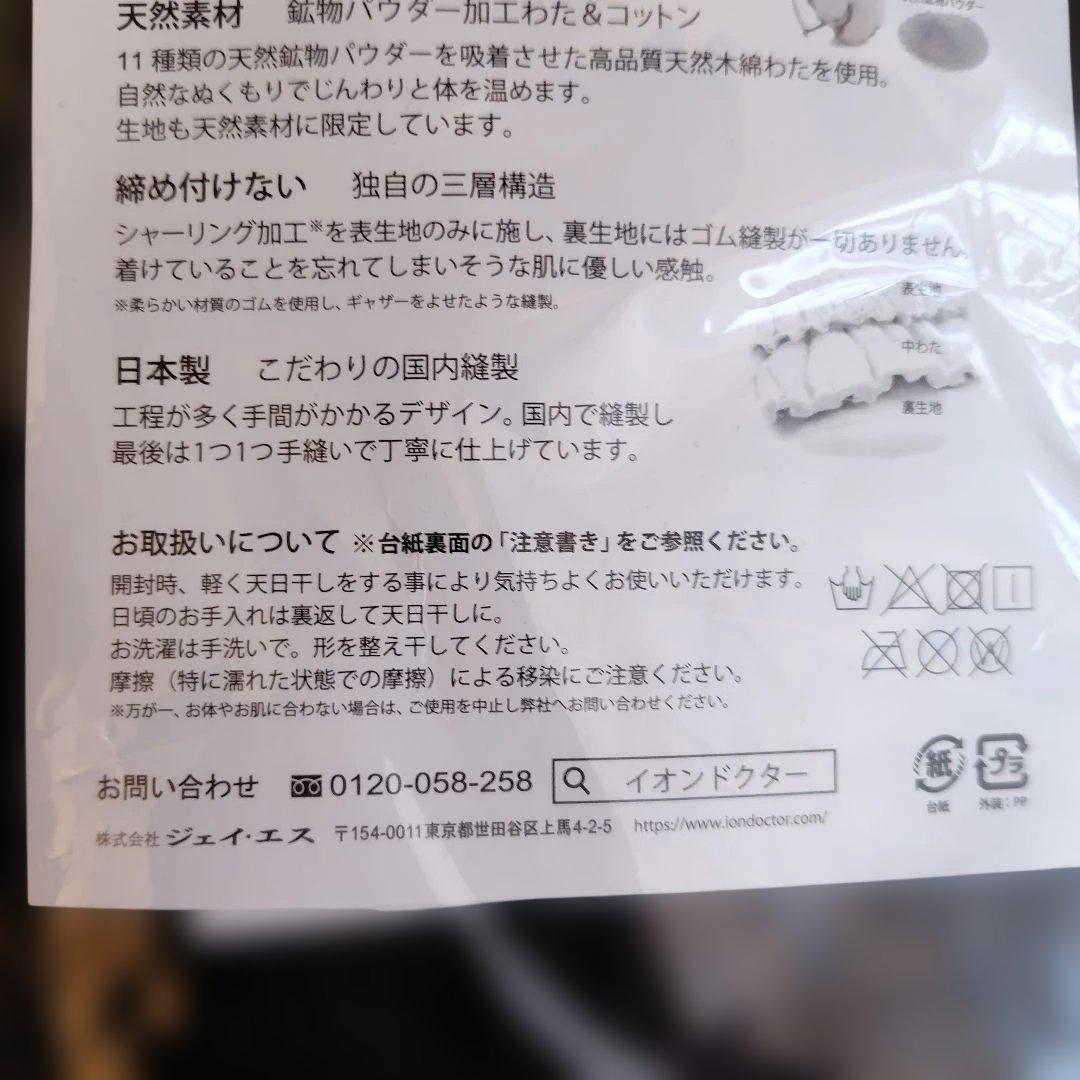 天然素材 鉱物パウダー加工わた＆コットン
11種類の天然鉱物パウダーを吸着させた高品質天然木綿わたを使用。
自然なぬくもりでじんわりと体を温めます。
生地も天然素材に限定しています。
締め付けない 独自の三層構造
シャーリング加工※を表生地のみに施し、裏生地にはゴム縫製が一切ありません。
着けていることを忘れてしまいそうな肌に優しい感触。
※柔らかい材質のゴムを使用し、ギャザーをよせたような縫製。
表生地
中わた
裏生地
日本製 こだわりの国内縫製
工程が多く手間がかかるデザイン。国内で縫製し
最後は1つ1つ手縫いで丁寧に仕上げています。
お取扱いについて ※台紙裏面の「注意書き」をご参照ください。
開封時、軽く天日干しをする事により気持ちよくお使いいただけます。
日頃のお手入れは裏返して天日干しに。
お洗濯は手洗いで。形を整え干してください。
摩擦（特に濡れた状態での摩擦）による移染にご注意ください。
※万が一、お体やお肌に合わない場合は、ご使用を中止し弊社へお問い合わせください。
W
お問い合わせ 0120-058-258 イオンドクター
紙
台紙
プラ
外装：PP
株式会社 ジェイ・エス 〒154-0011東京都世田谷区上馬4-2-5 https://www.iondoctor.com/